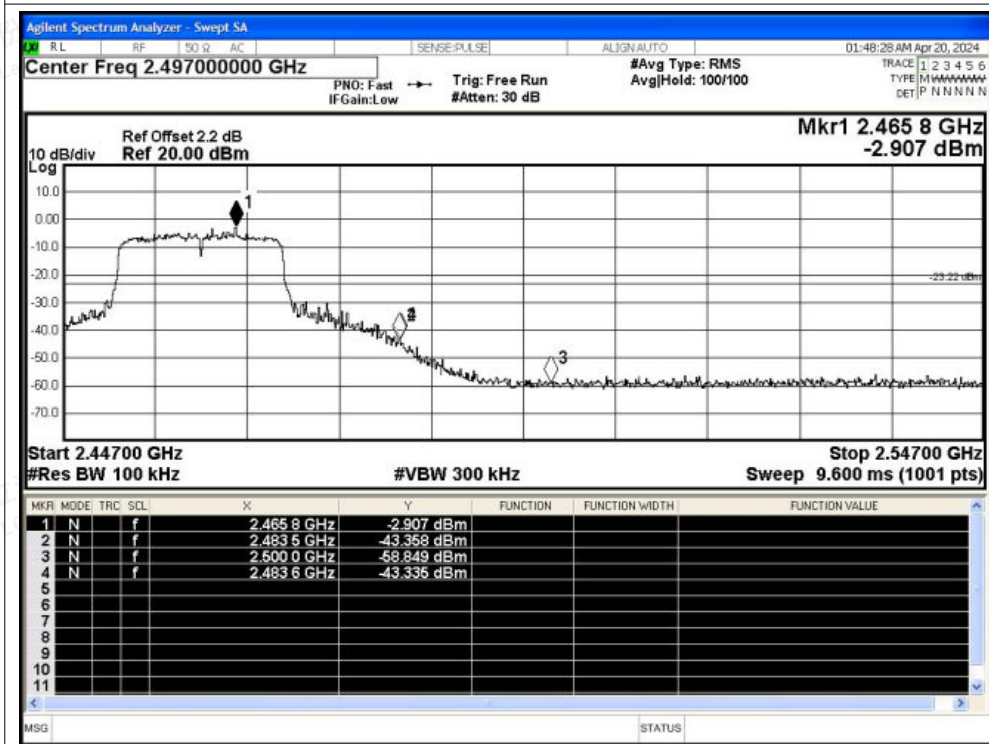 Agilent Spectrum Analyzer - Swept SA
RL RF 50 Ω AC SENSE:PULSE ALIGN AUTO 01:48:28 AM Apr 20, 2024
Center Freq 2.497000000 GHz
#Avg Type: RMS
TRACE 1 2 3 4 5 6
PNO: Fast Trig: Free Run Avg|Hold: 100/100
TYPE M
IFGain:Low #Atten: 30 dB
DET P N N N N N
Mkr1 2.465 8 GHz
-2.907 dBm
Ref Offset 2.2 dB
10 dB/div Ref 20.00 dBm
Log
10.0
0.00
-10.0
-20.0
-30.0
-40.0
-50.0
-60.0
-70.0
1
-23.22 dBm
3
Start 2.44700 GHz Stop 2.54700 GHz
#Res BW 100 kHz #VBW 300 kHz Sweep 9.600 ms (1001 pts)
MKR MODE TRC SCL X Y FUNCTION FUNCTION WIDTH FUNCTION VALUE
1 N f 2.465 8 GHz -2.907 dBm
2 N f 2.483 5 GHz -43.358 dBm
3 N f 2.500 0 GHz -58.849 dBm
4 N f 2.483 6 GHz -43.335 dBm
5
6
7
8
9
10
11
MSG STATUS